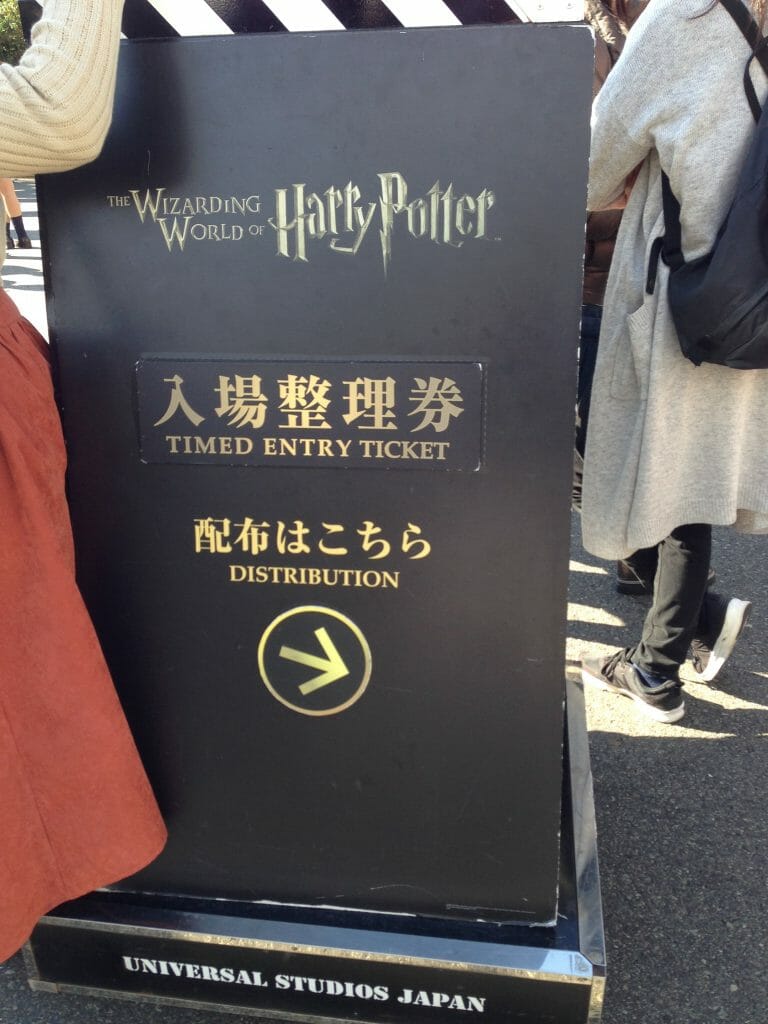 THE WIZARDING WORLD OF Harry Potter
入場整理券
TIMED ENTRY TICKET
配布はこちら
DISTRIBUTION
UNIVERSAL STUDIOS JAPAN